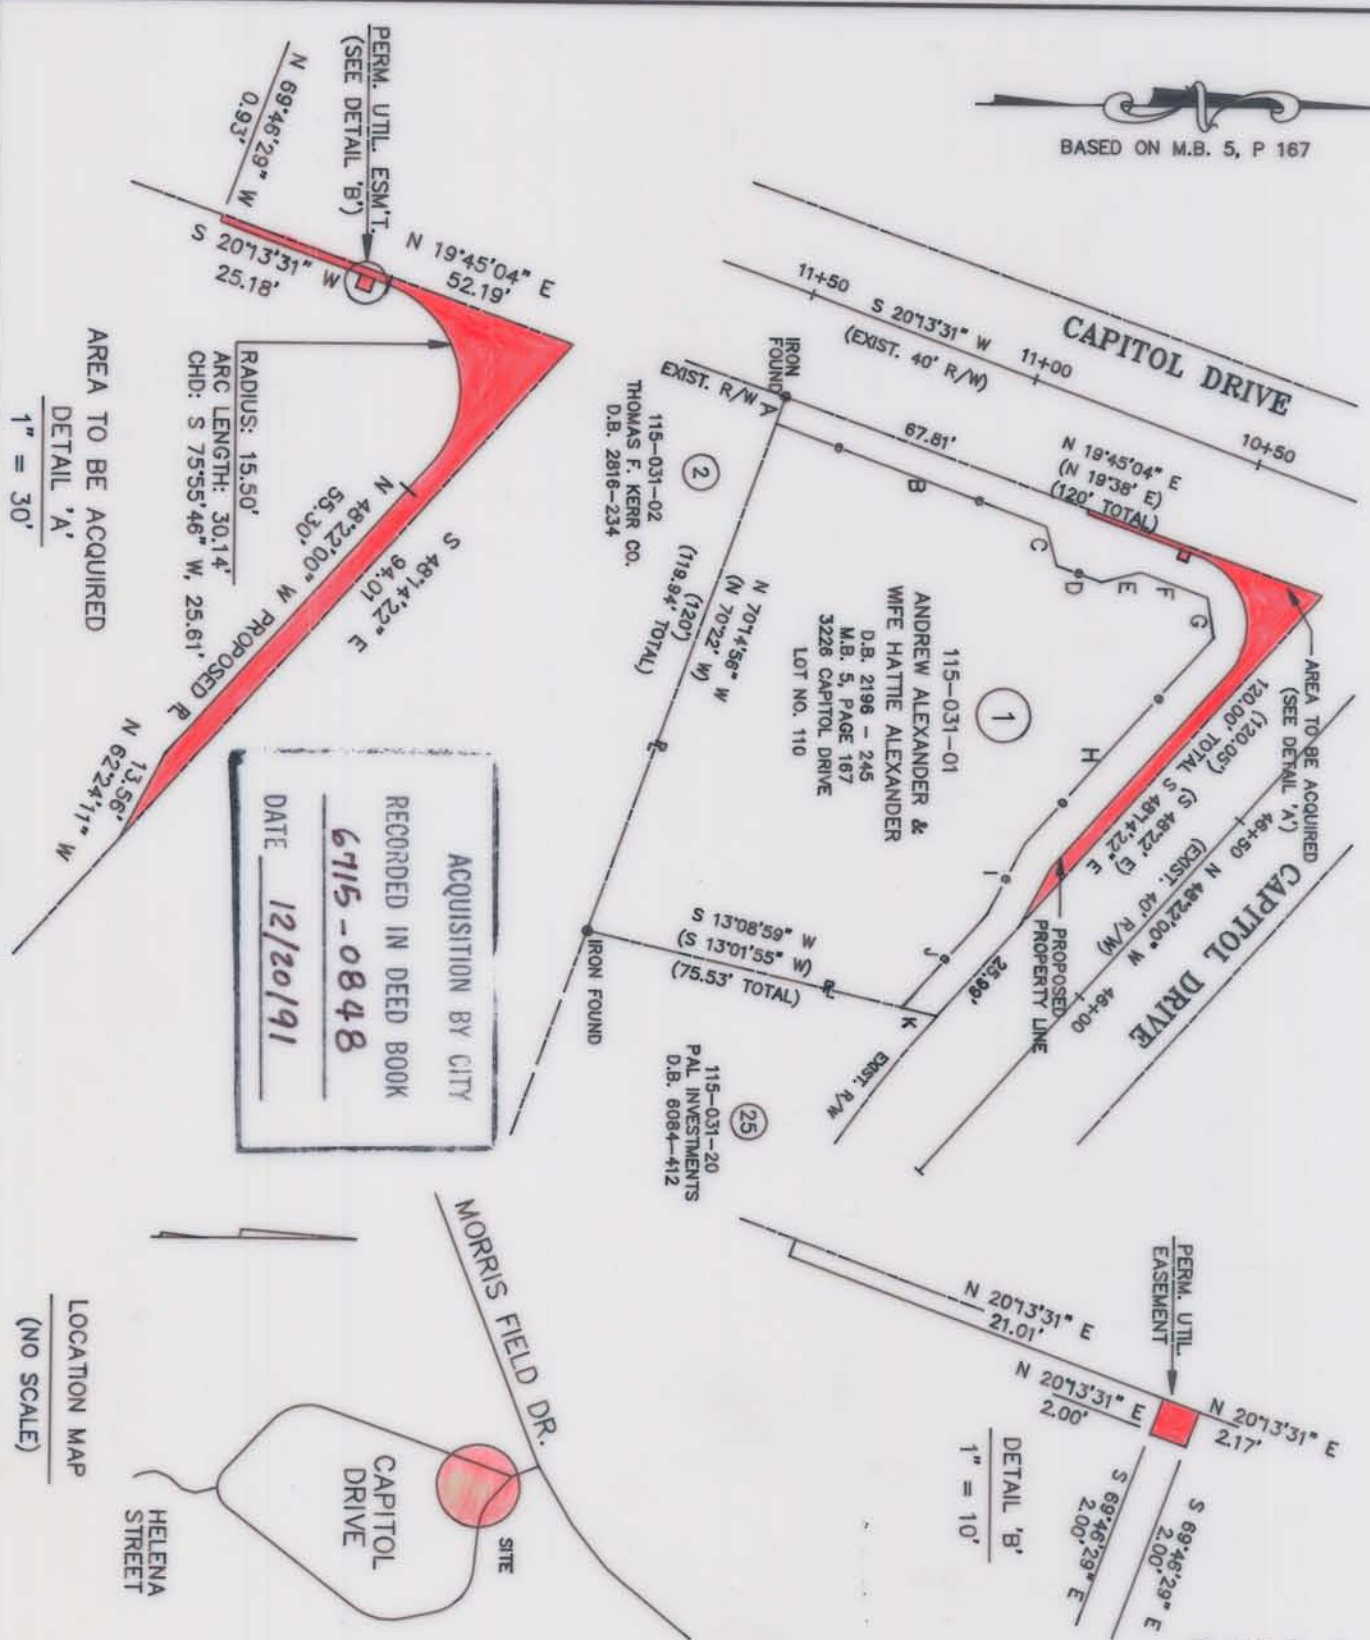 BASED ON M.B. 5, P 167
CAPITOL DRIVE
11+50
S 20°13'31" W
(EXIST. 40' R/W)
11+00
10+50
IRON
FOUND
EXIST. R/W
A
67.81'
N 19°45'04" E
(N 19°38' E)
(120' TOTAL)
B
C
D
E
F
G
H
I
J
K
AREA TO BE ACQUIRED
(SEE DETAIL 'A')
115-031-02
THOMAS F. KERR CO.
D.B. 2816-234
2
N 70°14'56" W
(N 70°22' W)
(120')
(119.94' TOTAL)
1
115-031-01
ANDREW ALEXANDER &
WIFE HATTIE ALEXANDER
D.B. 2196 - 245
M.B. 5, PAGE 167
3226 CAPITOL DRIVE
LOT NO. 110
(120.05')
120.00' TOTAL
S 48°14'22" E
(S 48°22' E)
(EXIST. 40' R/W)
N 48°22'00" W
46+50
46+00
CAPITOL DRIVE
PROPOSED
PROPERTY LINE
25.99'
EXIST. R/W
S 13°08'59" W
(S 13°01'55" W)
(75.53' TOTAL)
IRON FOUND
25
115-031-20
PAL INVESTMENTS
D.B. 6084-412
PERM. UTIL. ESM'T.
(SEE DETAIL 'B')
N 69°46'29" W
0.93'
S 20°13'31" W
25.18'
N 19°45'04" E
52.19'
RADIUS: 15.50'
ARC LENGTH: 30.14'
CHD: S 75°55'46" W, 25.61'
N 48°22'00" W
55.30'
PROPOSED
S 48°14'22" E
94.01
13.56'
N 62°24'11" W
AREA TO BE ACQUIRED
DETAIL 'A'
1" = 30'
ACQUISITION BY CITY
RECORDED IN DEED BOOK
6715-0848
DATE 12/20/91
PERM. UTIL.
EASEMENT
N 20°13'31" E
21.01'
N 20°13'31" E
2.00'
N 20°13'31" E
2.17'
S 69°46'29" E
2.00'
S 69°46'29" E
2.00'
DETAIL 'B'
1" = 10'
MORRIS FIELD DR.
CAPITOL
DRIVE
SITE
HELENA
STREET
LOCATION MAP
(NO SCALE)